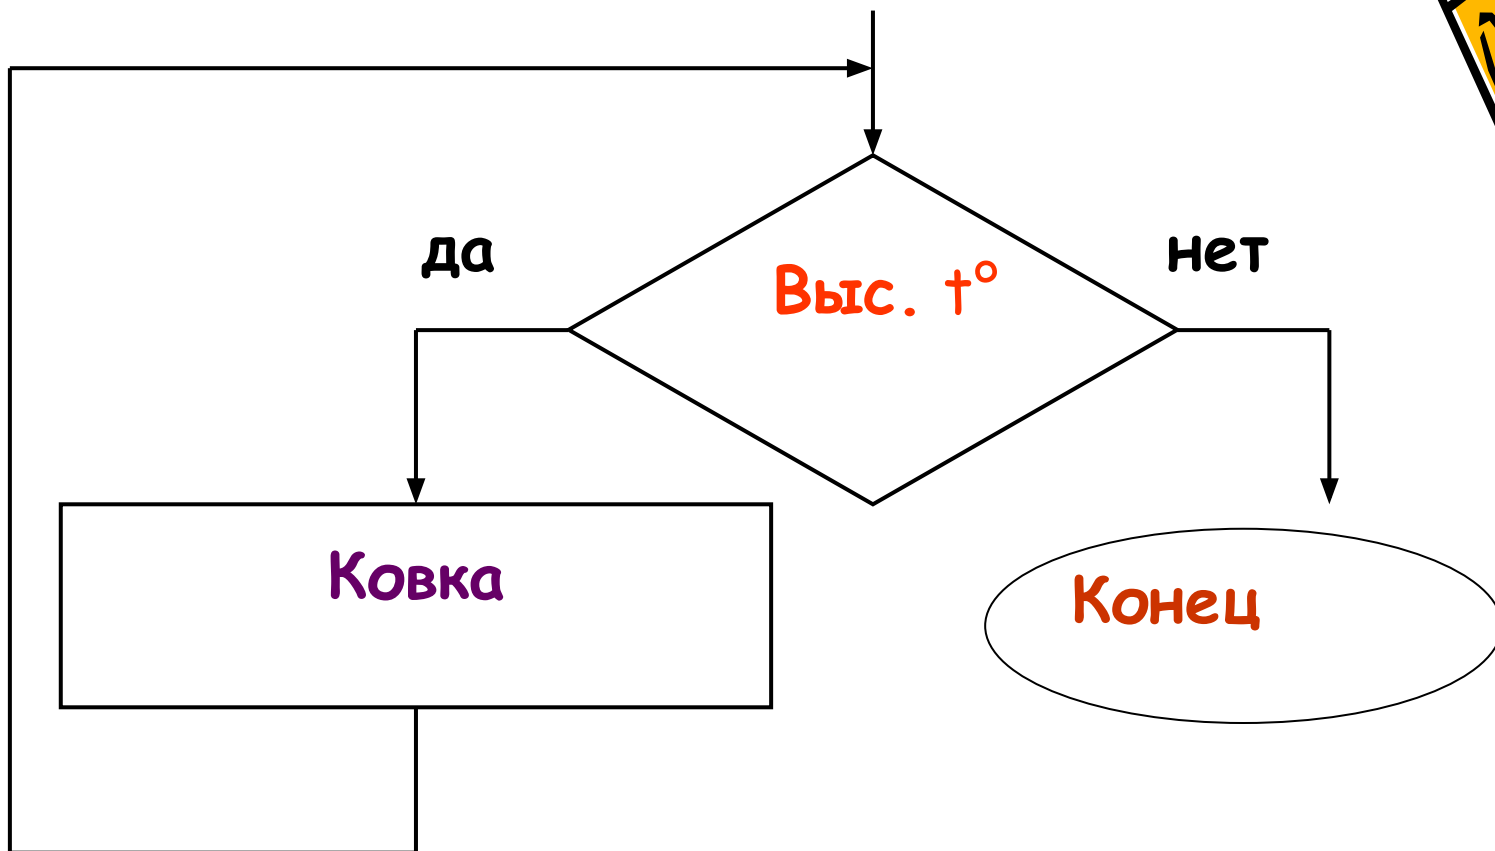 да
нет
Выс. t°
Ковка
Конец